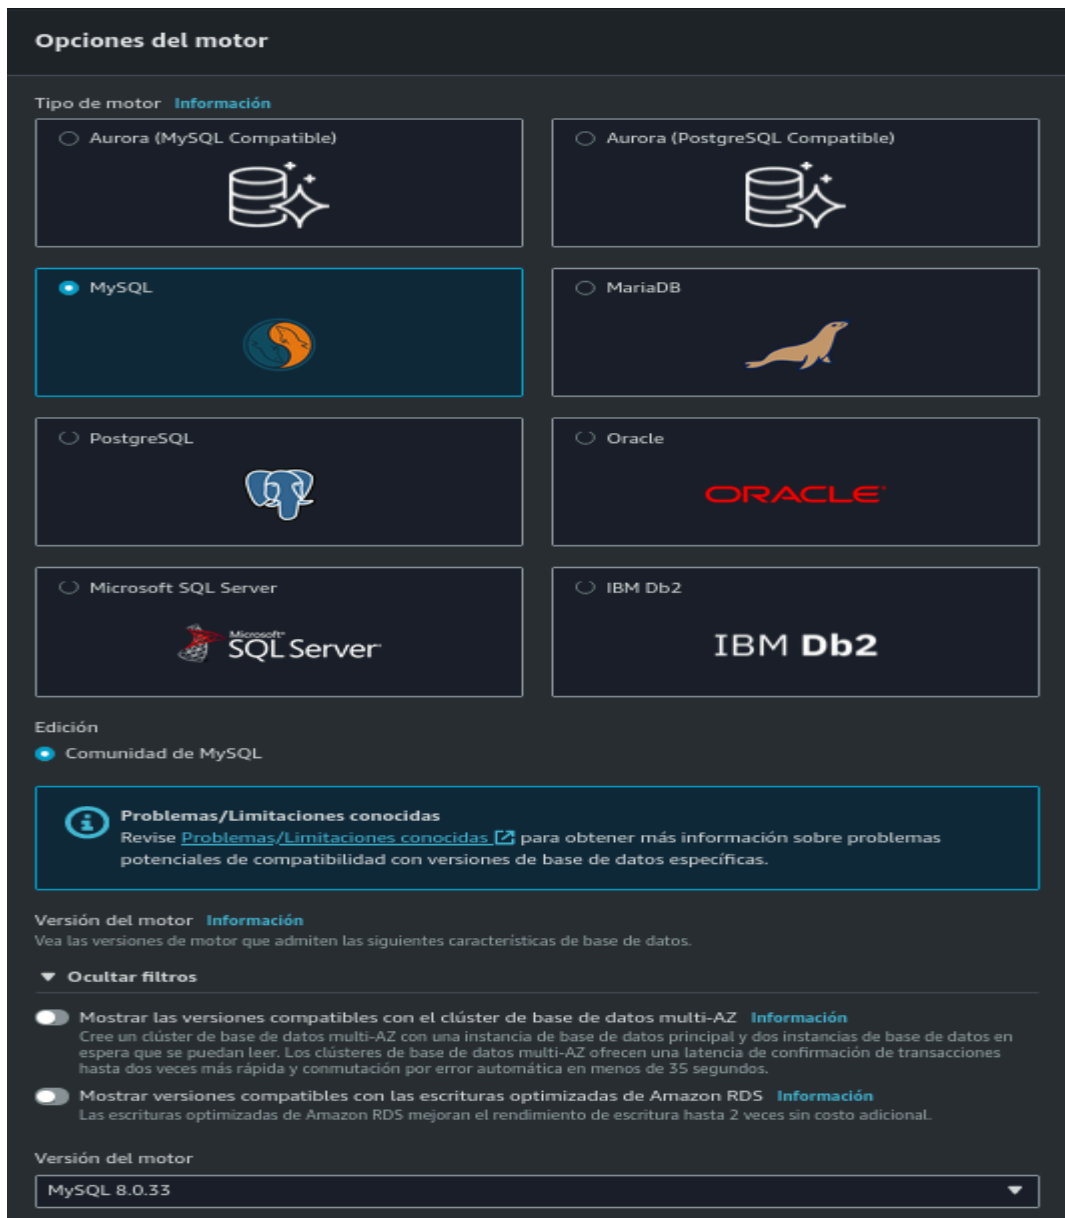 Opciones del motor
Tipo de motor Información
Aurora (MySQL Compatible)
Aurora (PostgreSQL Compatible)
MySQL
MariaDB
PostgreSQL
Oracle
ORACLE
Microsoft SQL Server
Microsoft
SQL Server
IBM Db2
IBM Db2
Edición
Comunidad de MySQL
Problemas/Limitaciones conocidas
Revise Problemas/Limitaciones conocidas para obtener más información sobre problemas
potenciales de compatibilidad con versiones de base de datos específicas.
Versión del motor Información
Vea las versiones de motor que admiten las siguientes características de base de datos.
Ocultar filtros
Mostrar las versiones compatibles con el clúster de base de datos multi-AZ Información
Cree un clúster de base de datos multi-AZ con una instancia de base de datos principal y dos instancias de base de datos en
espera que se puedan leer. Los clústeres de base de datos multi-AZ ofrecen una latencia de confirmación de transacciones
hasta dos veces más rápida y conmutación por error automática en menos de 35 segundos.
Mostrar versiones compatibles con las escrituras optimizadas de Amazon RDS Información
Las escrituras optimizadas de Amazon RDS mejoran el rendimiento de escritura hasta 2 veces sin costo adicional.
Versión del motor
MySQL 8.0.33